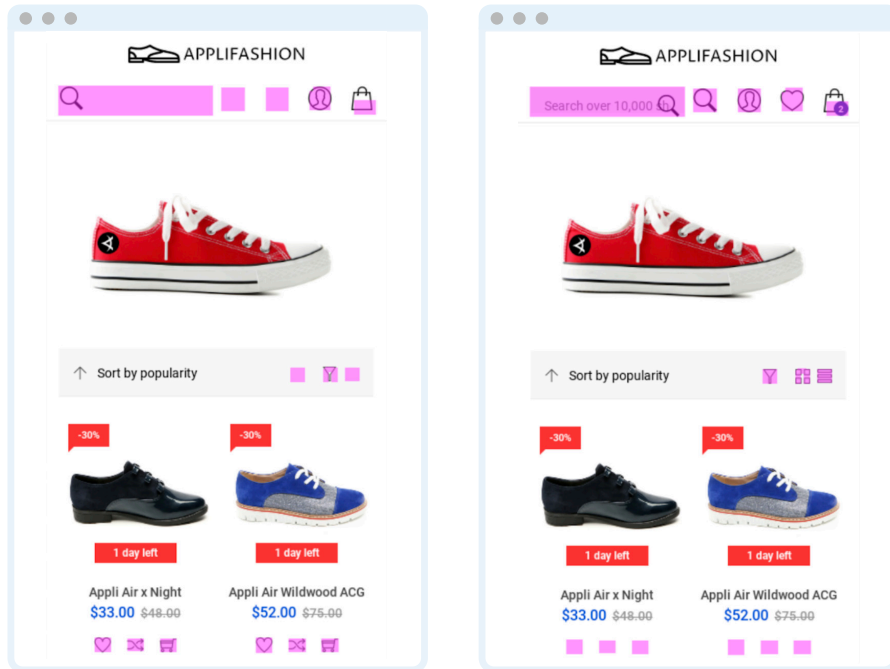 APPLIFASHION
Sort by popularity
-30% -30%
1 day left 1 day left
Appli Air x Night Appli Air Wildwood ACG
$33.00 $48.00 $52.00 $75.00
APPLIFASHION
Search over 10,000 sh
2
Sort by popularity
-30% -30%
1 day left 1 day left
Appli Air x Night Appli Air Wildwood ACG
$33.00 $48.00 $52.00 $75.00